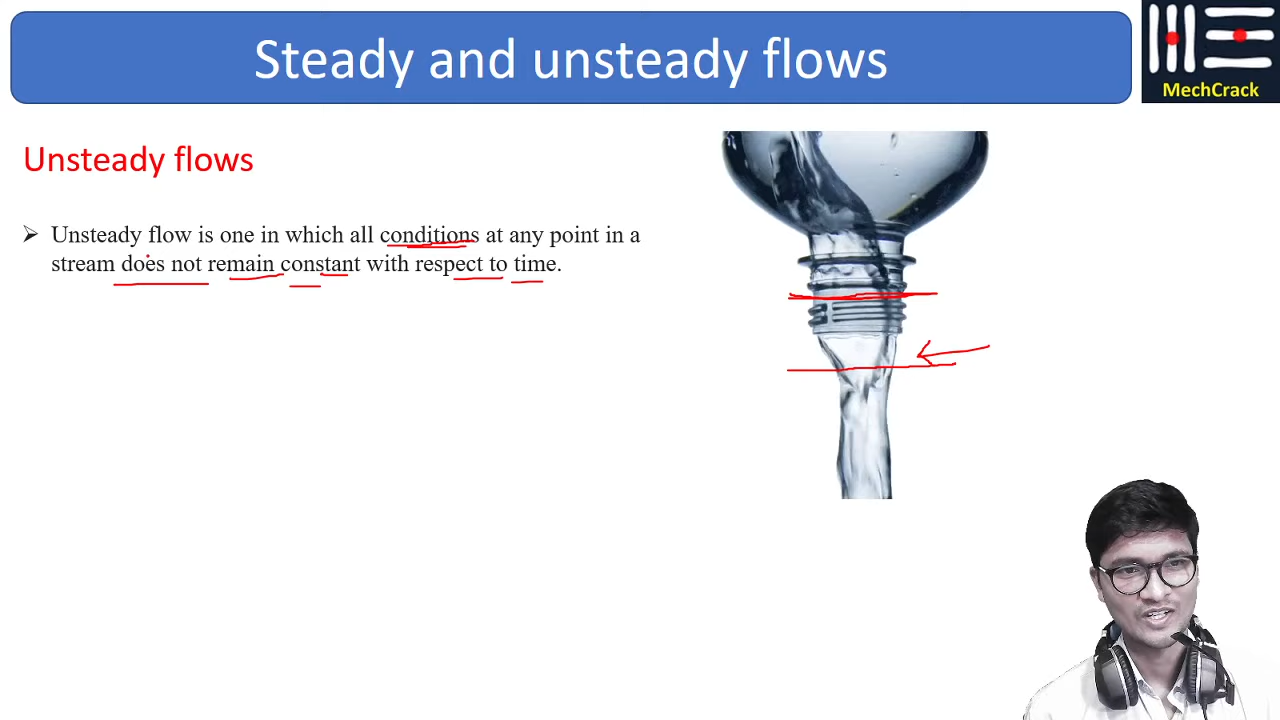 Steady and unsteady flows
MechCrack
Unsteady flows
Unsteady flow is one in which all conditions at any point in a
stream does not remain constant with respect to time.